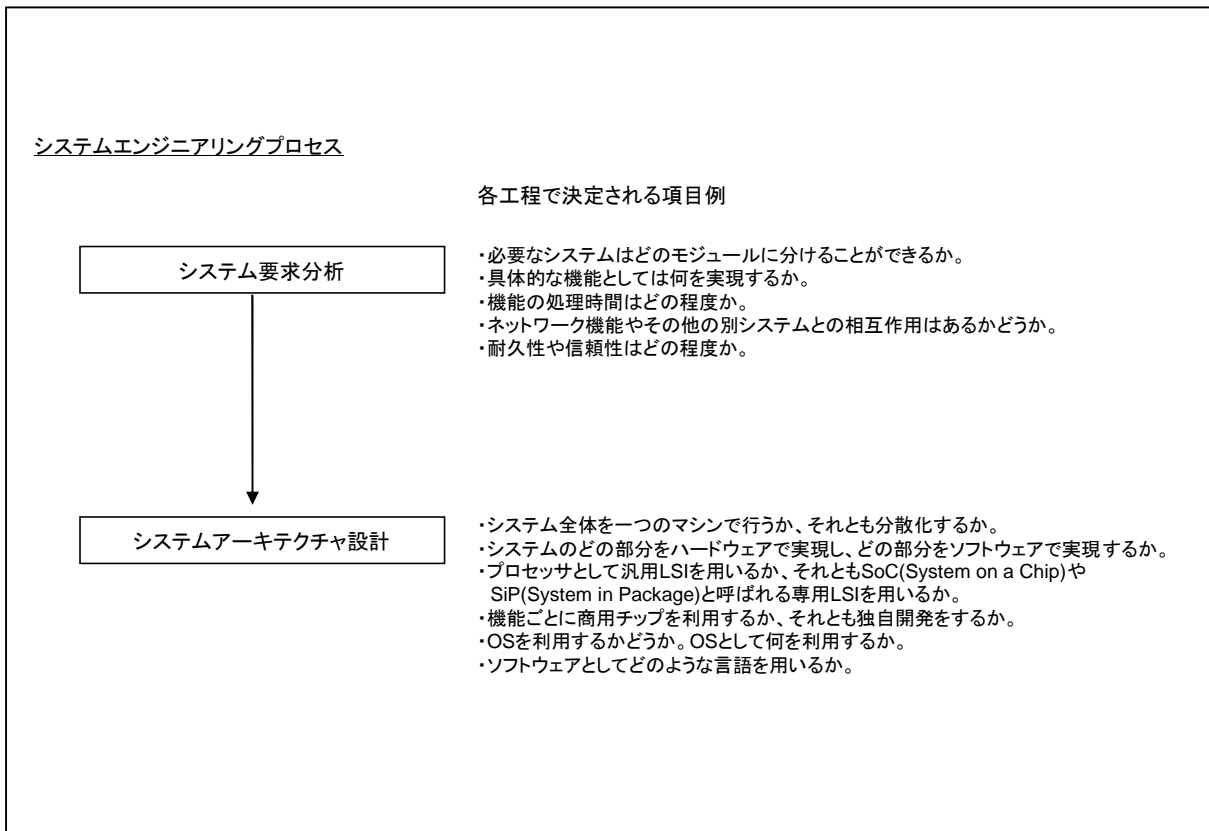 システムエンジニアリングプロセス
各工程で決定される項目例
システム要求分析
・必要なシステムはどのモジュールに分けることができるか。
・具体的な機能としては何を実現するか。
・機能の処理時間はどの程度か。
・ネットワーク機能やその他の別システムとの相互作用はあるかどうか。
・耐久性や信頼性はどの程度か。
システムアーキテクチャ設計
・システム全体を一つのマシンで行うか、それとも分散化するか。
・システムのどの部分をハードウェアで実現し、どの部分をソフトウェアで実現するか。
・プロセッサとして汎用LSIを用いるか、それともSoC(System on a Chip)や
SiP(System in Package)と呼ばれる専用LSIを用いるか。
・機能ごとに商用チップを利用するか、それとも独自開発をするか。
・OSを利用するかどうか。OSとして何を利用するか。
・ソフトウェアとしてどのような言語を用いるか。